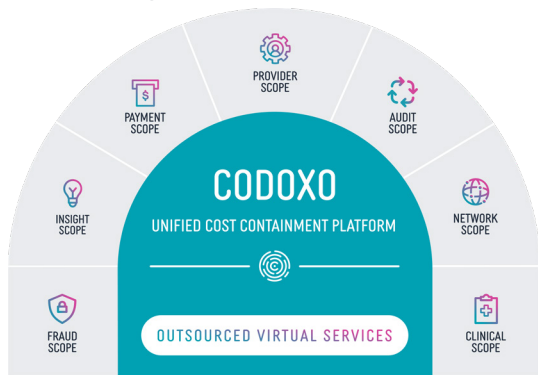 PROVIDER
SCOPE
PAYMENT
SCOPE
AUDIT
SCOPE
INSIGHT
SCOPE
NETWORK
SCOPE
FRAUD
SCOPE
CLINICAL
SCOPE
CODOXO
UNIFIED COST CONTAINMENT PLATFORM
OUTSOURCED VIRTUAL SERVICES
$
C